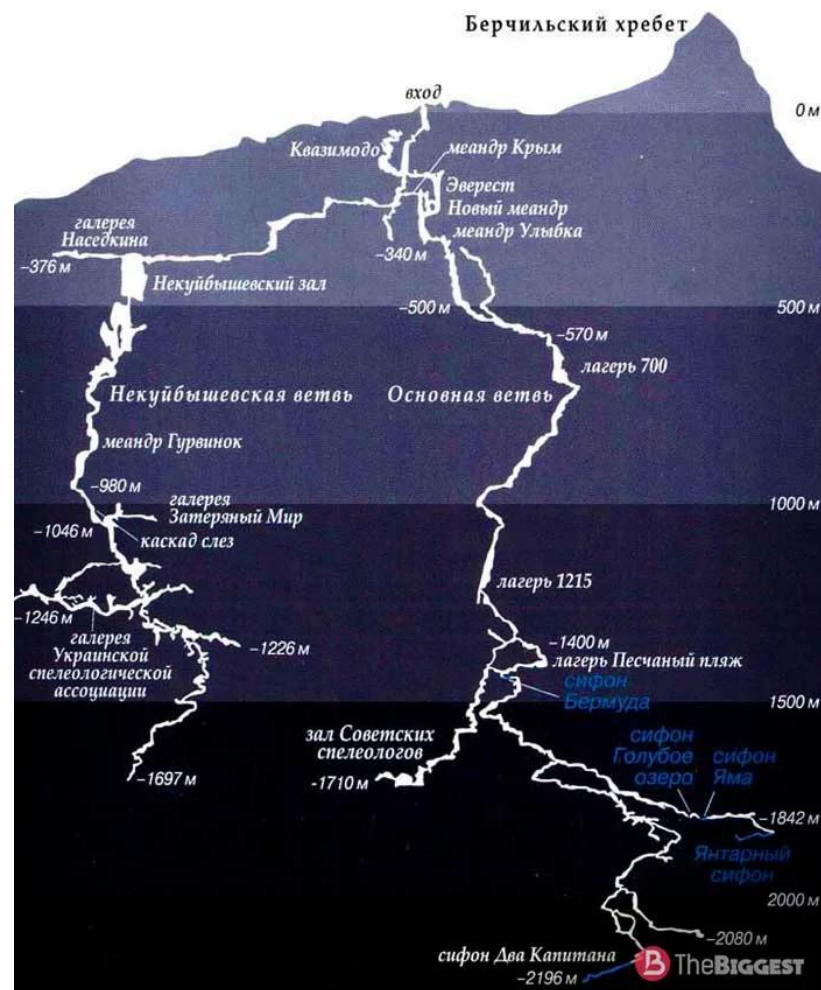 Берчильский хребет
вход
0 м
Квазимодо
меандр Крым
Эверест
Новый меандр
меандр Улыбка
галерея
Наседкина
-340 м
-376 м
Некуйбышевский зал
-500 м
500 м
-570 м
лагерь 700
Некуйбышевская ветвь
Основная ветвь
меандр Гурвинок
-980 м
галерея
Затеряный Мир
1000 м
-1046 м
каскад слез
лагерь 1215
-1246 м
галерея
Украинской
спелеологической
ассоциации
-1226 м
-1400 м
лагерь Песчаный пляж
сифон
Бермуда
1500 м
зал Советских
спелеологов
сифон
Голубое
озеро
сифон
Яма
-1697 м
-1710 м
-1842 м
Янтарный
сифон
2000 м
-2080 м
сифон Два Капитана
-2196 м
B TheBiggest